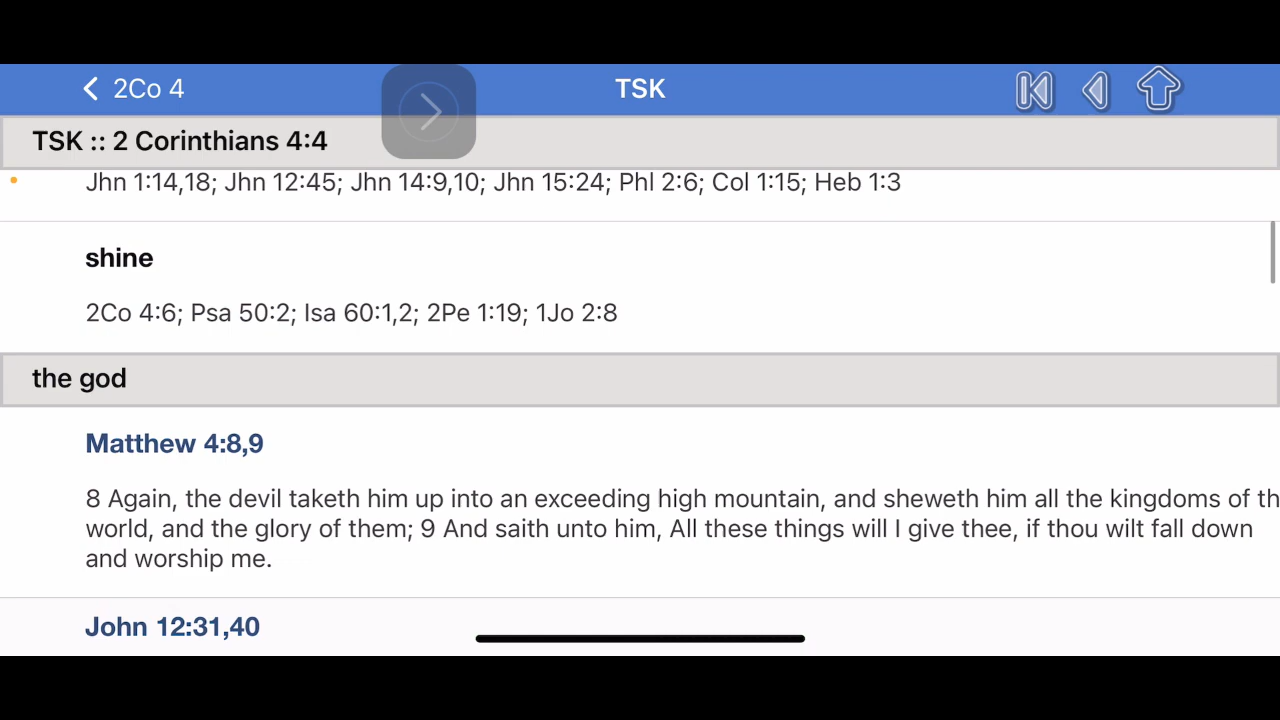 2Co 4
TSK
TSK :: 2 Corinthians 4:4
Jhn 1:14,18; Jhn 12:45; Jhn 14:9,10; Jhn 15:24; Phl 2:6; Col 1:15; Heb 1:3
shine
2Co 4:6; Psa 50:2; Isa 60:1,2; 2Pe 1:19; 1Jo 2:8
the god
Matthew 4:8,9
8 Again, the devil taketh him up into an exceeding high mountain, and sheweth him all the kingdoms of th
world, and the glory of them; 9 And saith unto him, All these things will I give thee, if thou wilt fall down
and worship me.
John 12:31,40